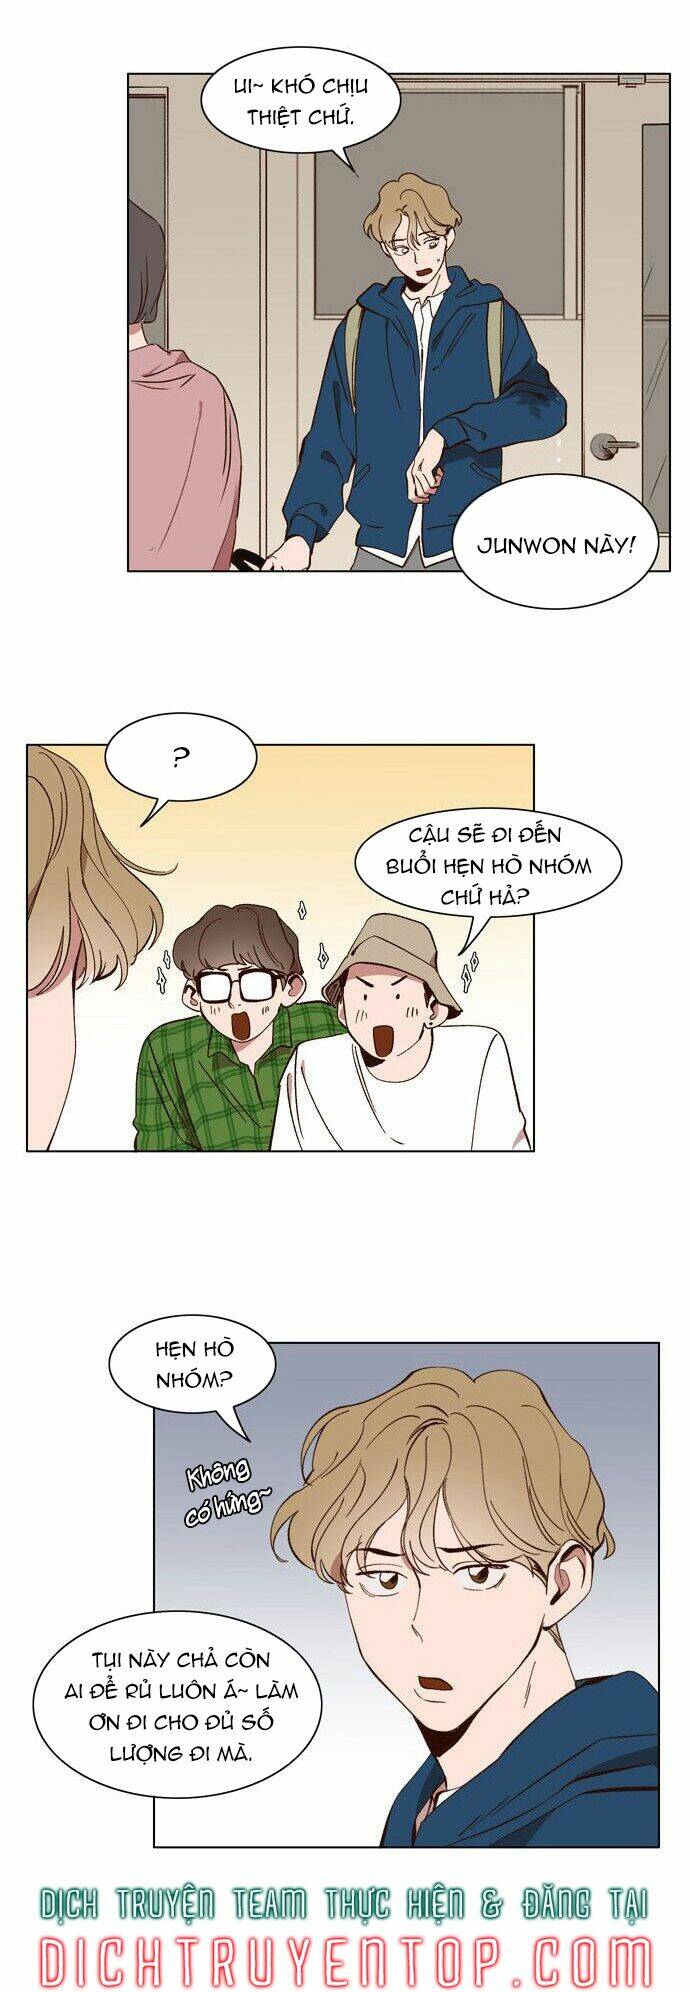 UI~ KHÓ CHỊU
THIỆT CHỨ.
JUNWON NÀY!
?
CẬU SẼ ĐI ĐẾN
BUỔI HẸN HÒ NHÓM
CHỨ HẢ?
HẸN HÒ
NHÓM?
Không
có hứng~
TỤI NÀY CHẢ CÒN
AI ĐỂ RỦ LUÔN Á~ LÀM
ƠN ĐI CHO ĐỦ SỐ
LƯỢNG ĐI MÀ.
DỊCH TRUYỆN TEAM THỰC HIỆN & ĐĂNG TẠI
DICHTRUYENTOP.COM